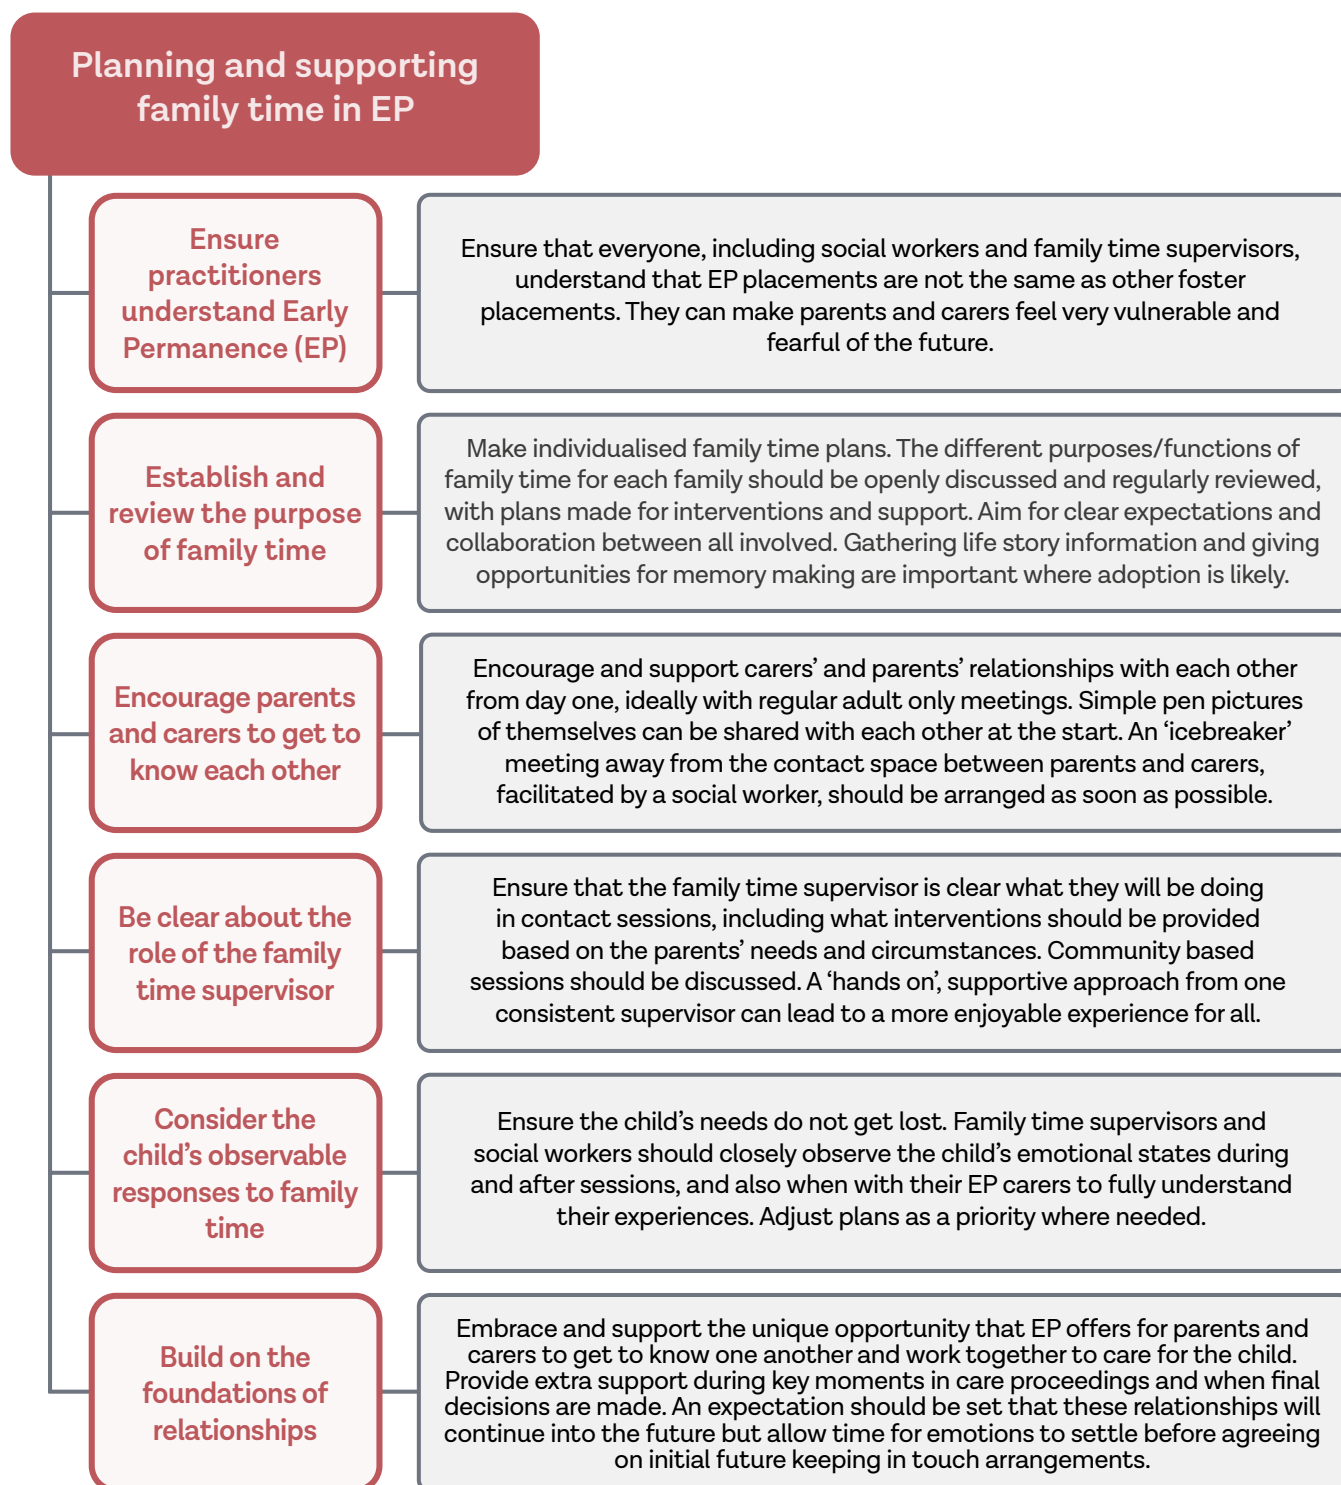 Planning and supporting
family time in EP
Ensure
practitioners
understand Early
Permanence (EP)
Ensure that everyone, including social workers and family time supervisors,
understand that EP placements are not the same as other foster
placements. They can make parents and carers feel very vulnerable and
fearful of the future.
Establish and
review the purpose
of family time
Make individualised family time plans. The different purposes/functions of
family time for each family should be openly discussed and regularly reviewed,
with plans made for interventions and support. Aim for clear expectations and
collaboration between all involved. Gathering life story information and giving
opportunities for memory making are important where adoption is likely.
Encourage parents
and carers to get to
know each other
Encourage and support carers’ and parents’ relationships with each other
from day one, ideally with regular adult only meetings. Simple pen pictures
of themselves can be shared with each other at the start. An ‘icebreaker’
meeting away from the contact space between parents and carers,
facilitated by a social worker, should be arranged as soon as possible.
Be clear about the
role of the family
time supervisor
Ensure that the family time supervisor is clear what they will be doing
in contact sessions, including what interventions should be provided
based on the parents’ needs and circumstances. Community based
sessions should be discussed. A ‘hands on’, supportive approach from one
consistent supervisor can lead to a more enjoyable experience for all.
Consider the
child’s observable
responses to family
time
Ensure the child’s needs do not get lost. Family time supervisors and
social workers should closely observe the child’s emotional states during
and after sessions, and also when with their EP carers to fully understand
their experiences. Adjust plans as a priority where needed.
Build on the
foundations of
relationships
Embrace and support the unique opportunity that EP offers for parents and
carers to get to know one another and work together to care for the child.
Provide extra support during key moments in care proceedings and when final
decisions are made. An expectation should be set that these relationships will
continue into the future but allow time for emotions to settle before agreeing
on initial future keeping in touch arrangements.